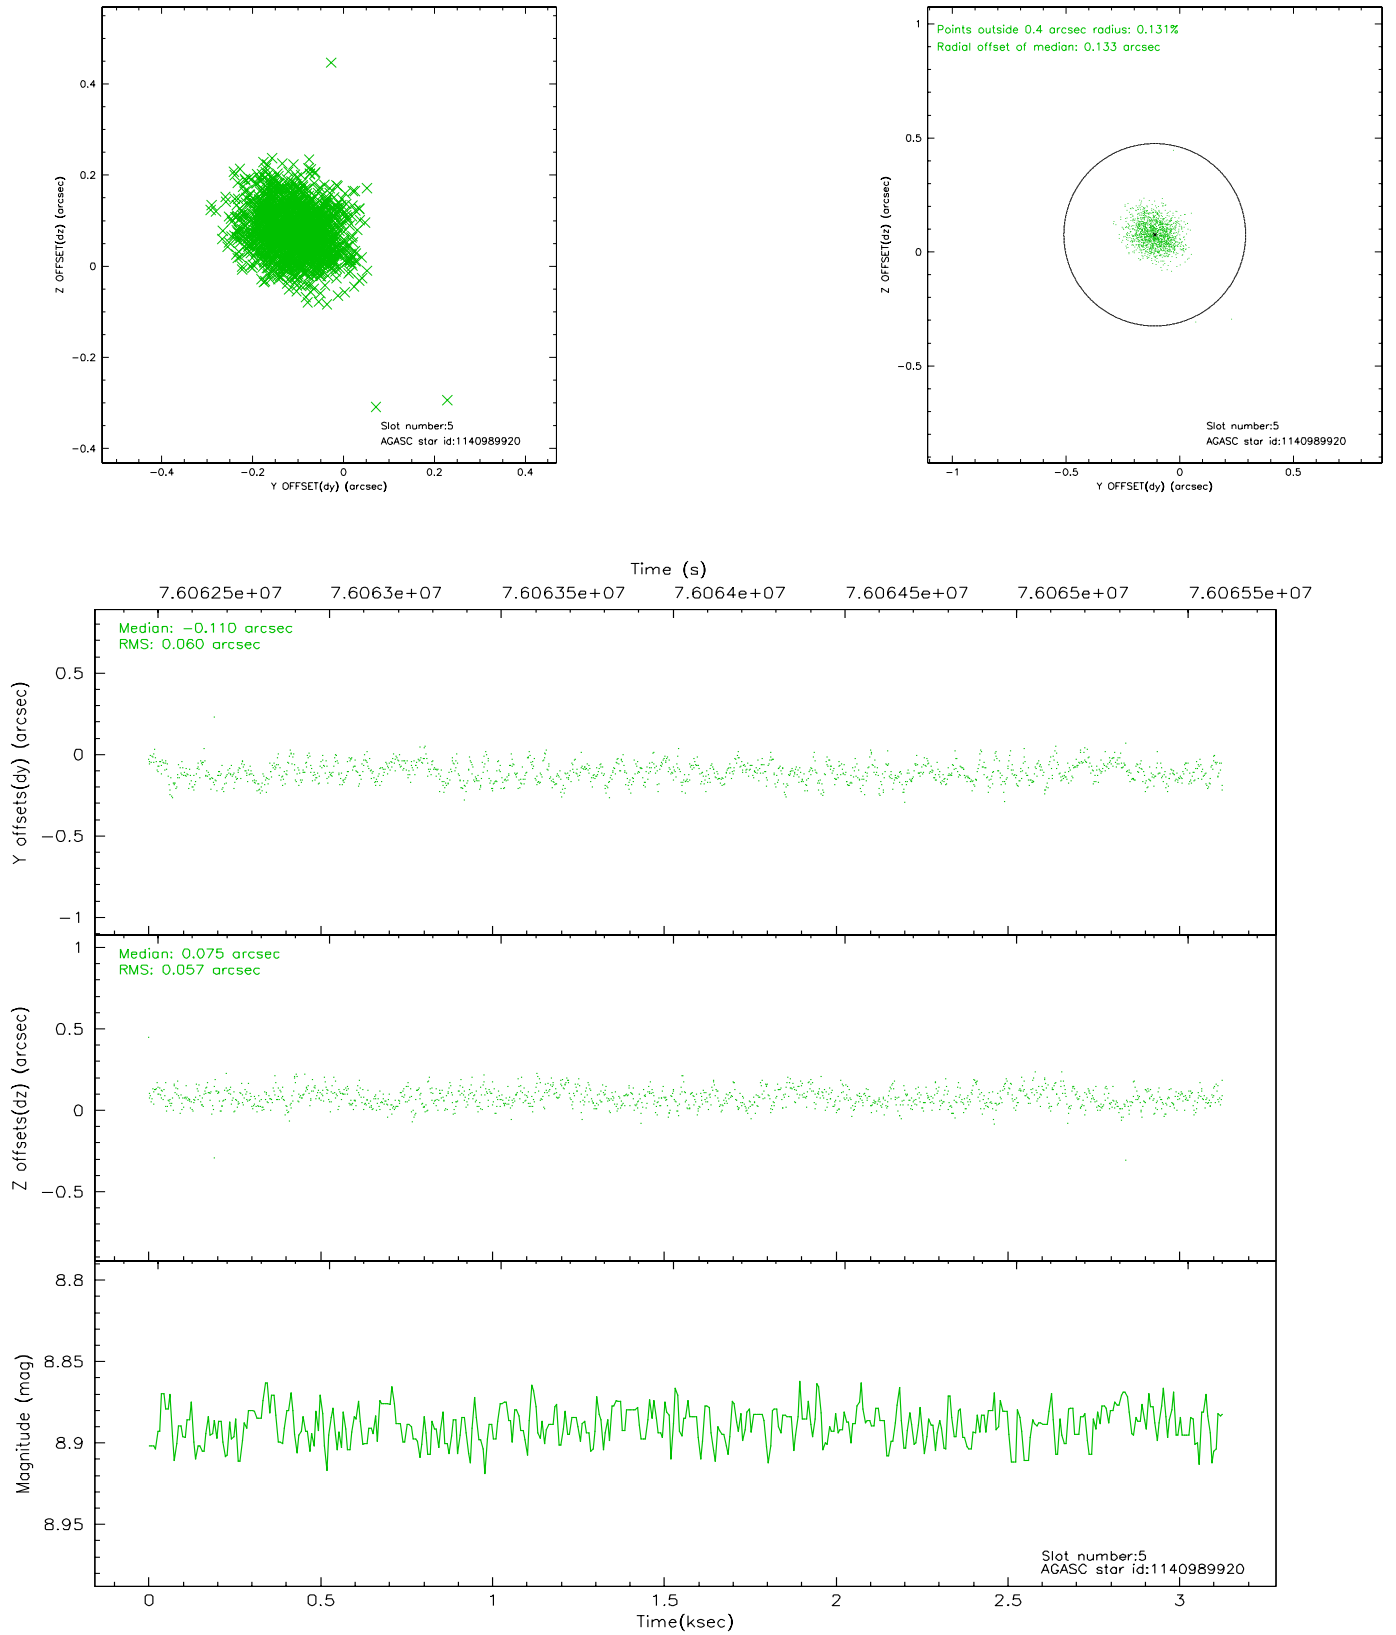 0.4
0.2
0
−0.2
−0.4
Z OFFSET(dz) (arcsec)
Slot number:5
AGASC star id:1140989920
−0.4 −0.2 0 0.2 0.4
Y OFFSET(dy) (arcsec)
Points outside 0.4 arcsec radius: 0.131%
Radial offset of median: 0.133 arcsec
1
0.5
0
−0.5
Z OFFSET(dz) (arcsec)
Slot number:5
AGASC star id:1140989920
−1 −0.5 0 0.5
Y OFFSET(dy) (arcsec)
Time (s)
7.60625e+07 7.6063e+07 7.60635e+07 7.6064e+07 7.60645e+07 7.6065e+07 7.60655e+07
Median: −0.110 arcsec
RMS: 0.060 arcsec
0.5
0
−0.5
−1
Y offsets(dy) (arcsec)
Median: 0.075 arcsec
RMS: 0.057 arcsec
1
0.5
0
−0.5
Z offsets(dz) (arcsec)
8.8
8.85
8.9
8.95
Magnitude (mag)
Slot number:5
AGASC star id:1140989920
0 0.5 1 1.5 2 2.5 3
Time(ksec)